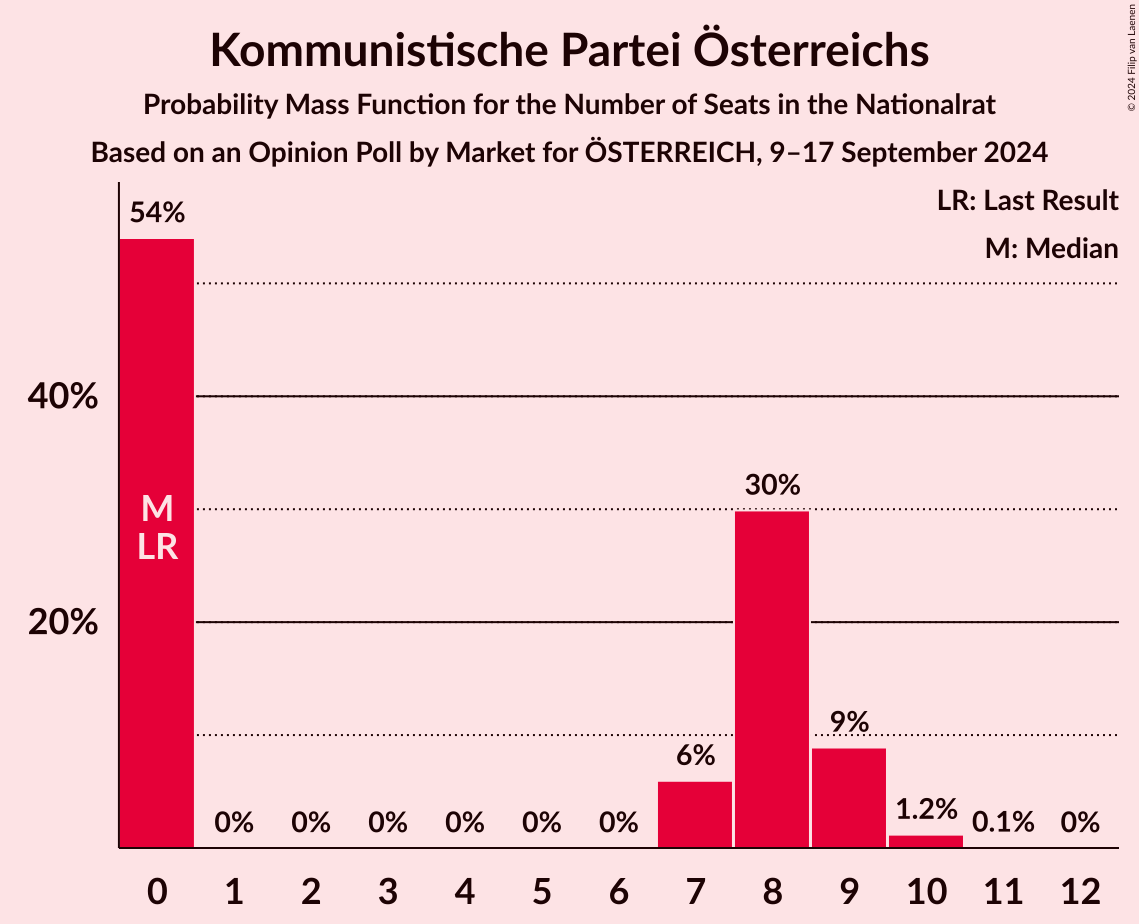 Kommunistische Partei Österreichs
Probability Mass Function for the Number of Seats in the Nationalrat
Based on an Opinion Poll by Market for ÖSTERREICH, 9–17 September 2024
© 2024 Filip van Laenen
LR: Last Result
M: Median
54%
40%
M
LR
30%
20%
9%
6%
1.2%
0% 0% 0% 0% 0% 0% 0.1% 0%
0 1 2 3 4 5 6 7 8 9 10 11 12